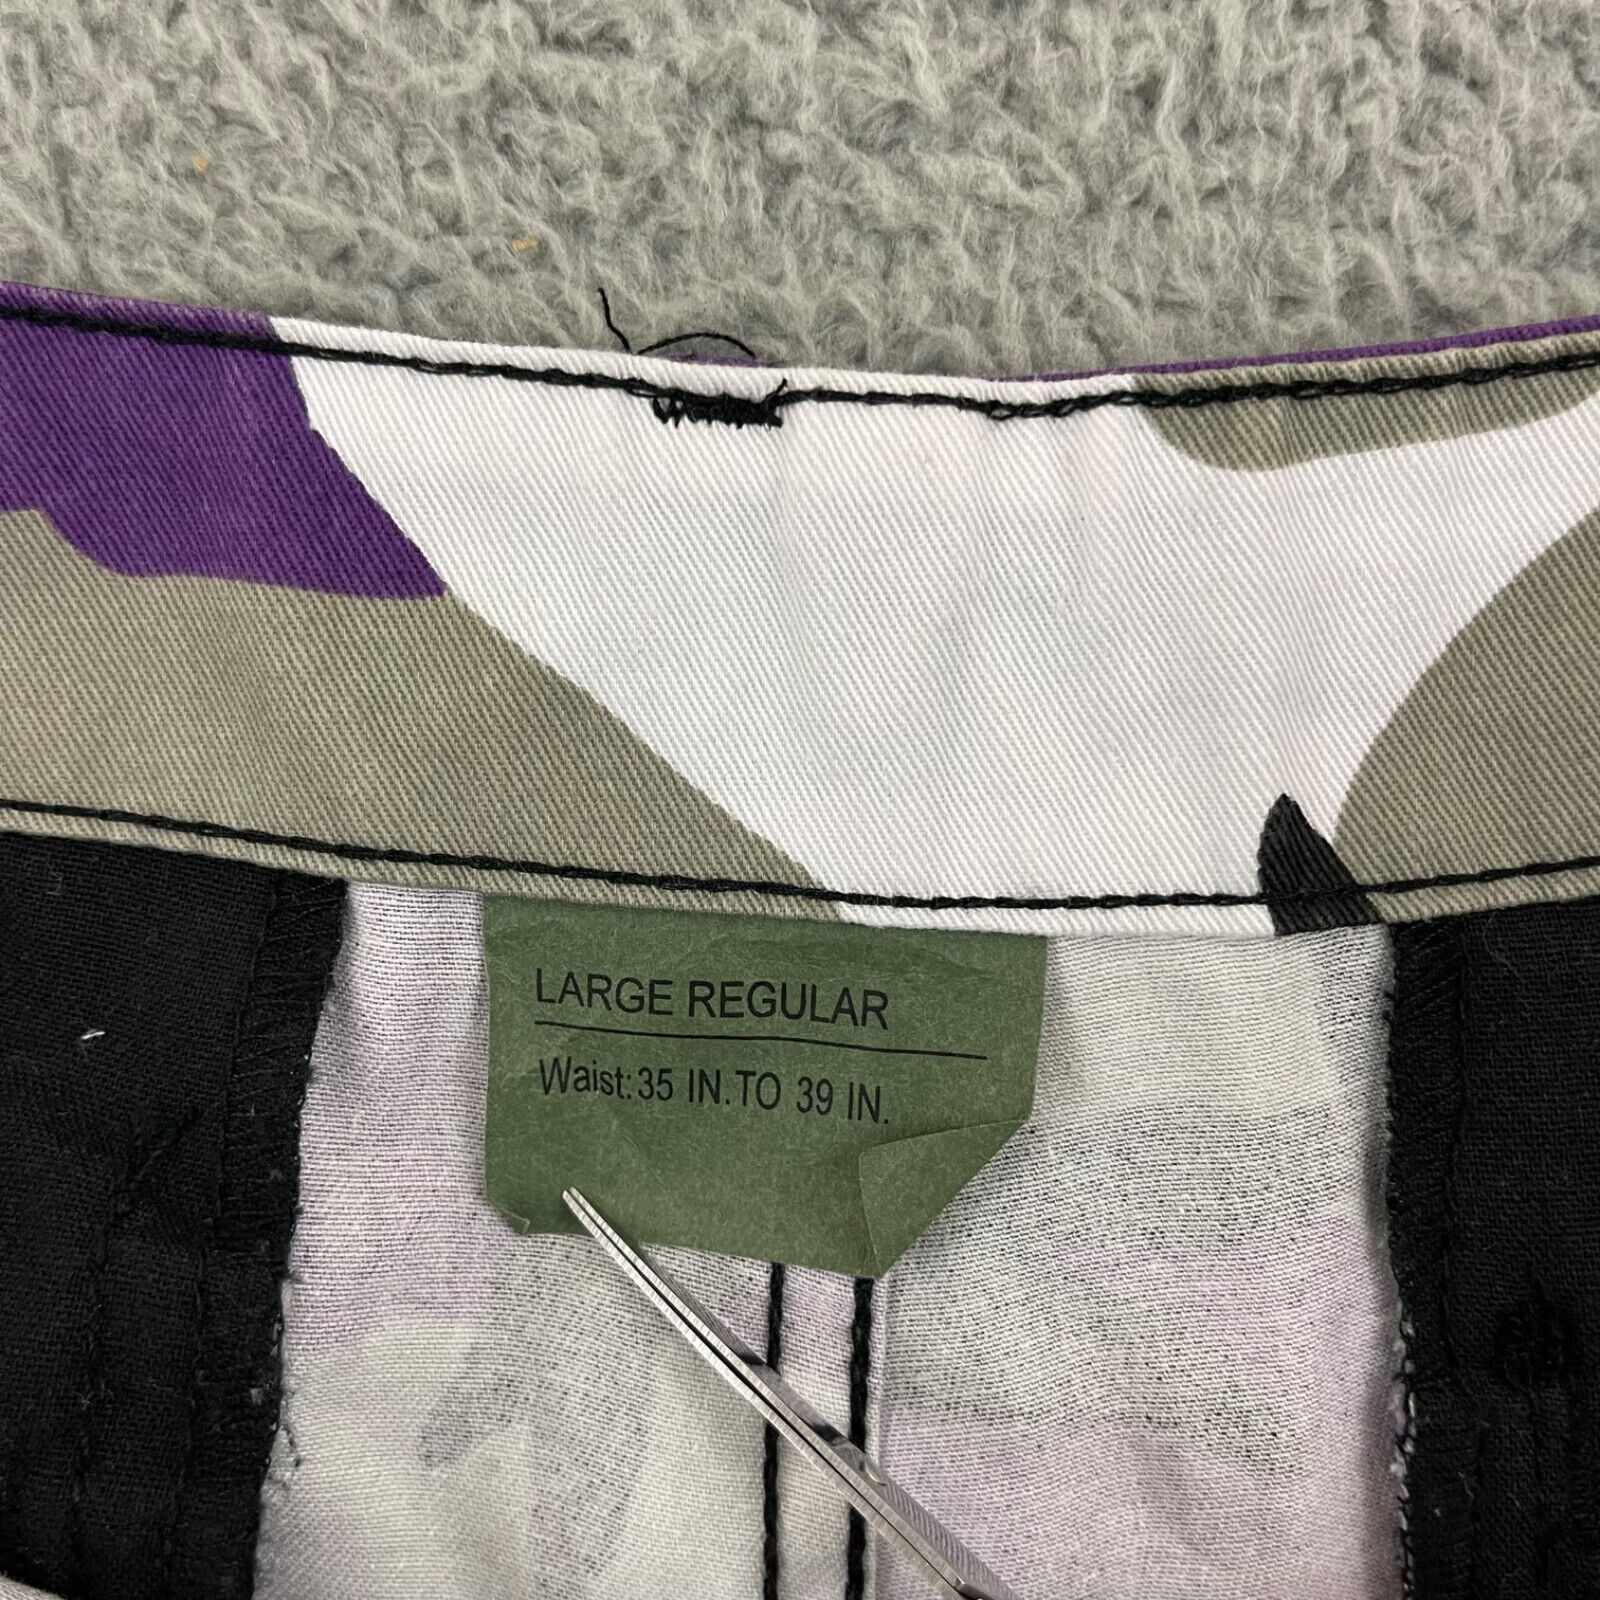 LARGE REGULAR
Waist: 35 IN. TO 39 IN.